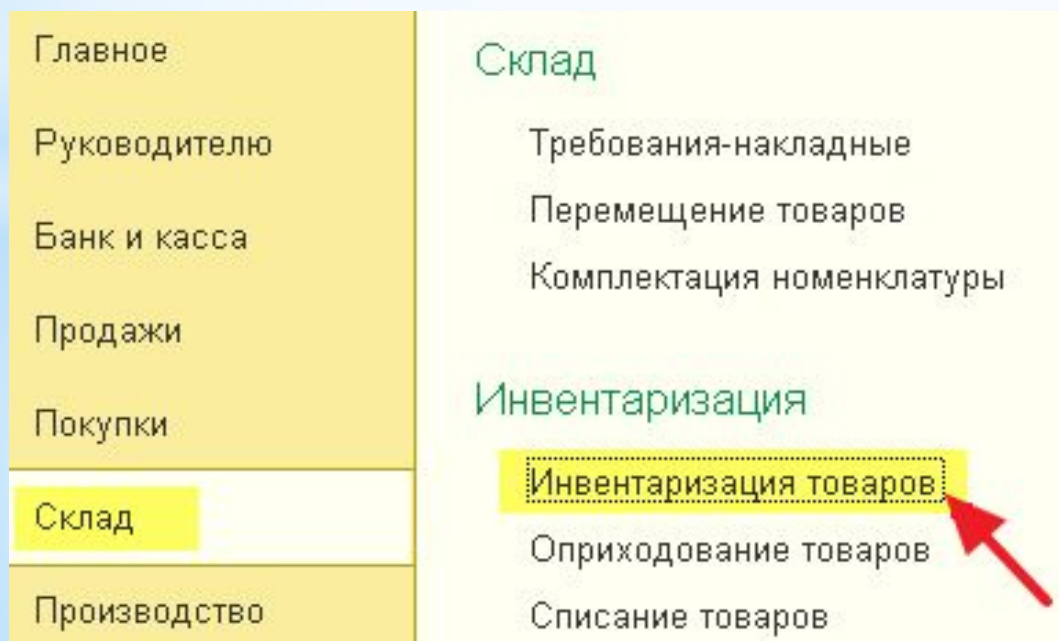 Главное
Руководителю
Банк и касса
Продажи
Покупки
Склад
Производство
Склад
Требования-накладные
Перемещение товаров
Комплектация номенклатуры
Инвентаризация
Инвентаризация товаров
Оприходование товаров
Списание товаров